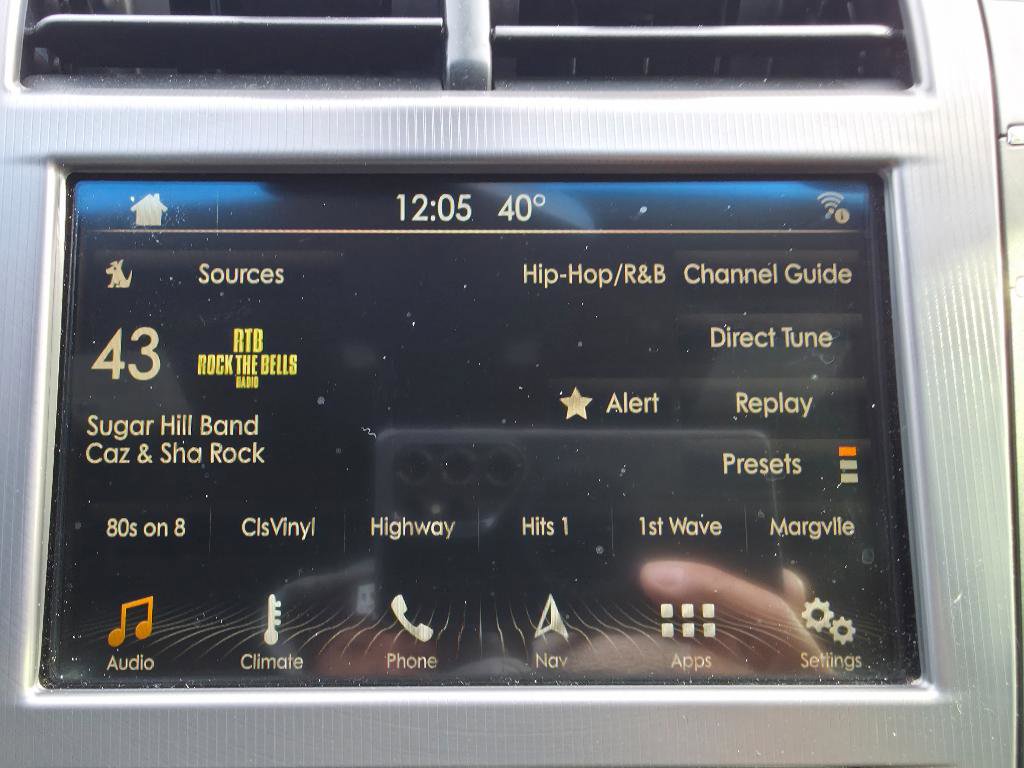 12:05 40°
Sources
Hip-Hop/R&B
Channel Guide
43
RTB
ROCK THE BELLS
RADIO
Direct Tune
Alert
Replay
Sugar Hill Band
Caz & Sha Rock
Presets
80s on 8
ClsVinyl
Highway
Hits 1
1st Wave
Margvlle
Audio
Climate
Phone
Nav
Apps
Settings